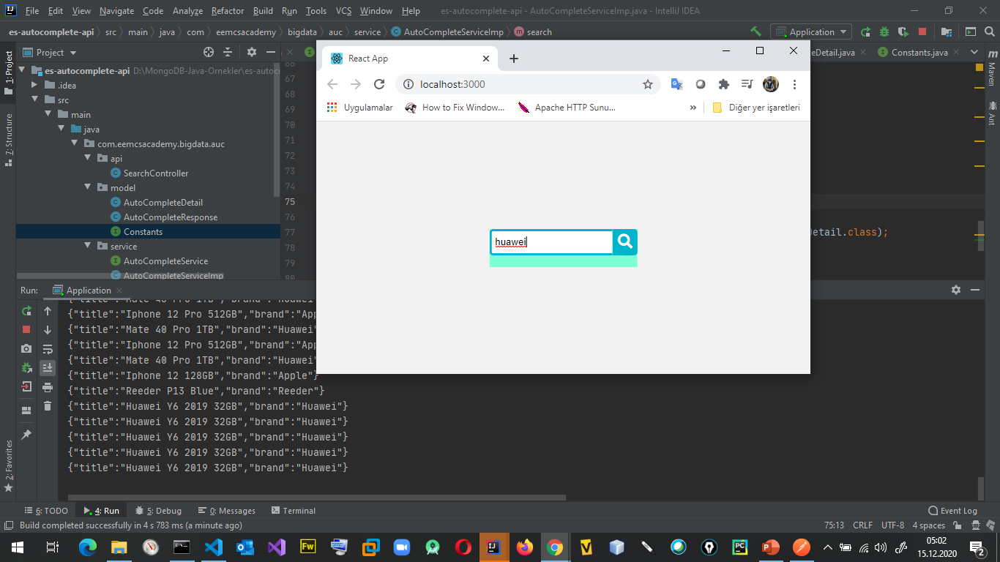 File Edit View Navigate Code Analyze Refactor Build Run Tools VCS Window Help es-autocomplete-api - AutoCompleteServiceImp.java - IntelliJ IDEA
es-autocomplete-api src main java com eemcsacademy bigdata auc service AutoCompleteServiceImp search Application
Project
React App
eDetail.java Constants.java
1: Project
es-autocomplete-api D:\MongoDB-Java-Ornekler\es-autoc
.idea
src
main
java
com.eemcsacademy.bigdata.auc
api
SearchController
model
AutoCompleteDetail
AutoCompleteResponse
Constants
service
AutoCompleteService
AutoCompleteServiceImp
7: Structure
2: Favorites
67
68
69
70
71
72
73
74
75
76
77
78
79
80
localhost:3000
Uygulamalar How to Fix Window... Apache HTTP Sunu... » Diğer yer işaretleri
huawei
Detail.class);
Maven
Ant
Run: Application
{"title":"Mate 40 Pro 1TB","brand":"Huawei"
{"title":"Iphone 12 Pro 512GB","brand":"App
{"title":"Mate 40 Pro 1TB","brand":"Huawei"
{"title":"Iphone 12 Pro 512GB","brand":"App
{"title":"Mate 40 Pro 1TB","brand":"Huawei"
{"title":"Iphone 12 128GB","brand":"Apple"}
{"title":"Reeder P13 Blue","brand":"Reeder"}
{"title":"Huawei Y6 2019 32GB","brand":"Huawei"}
{"title":"Huawei Y6 2019 32GB","brand":"Huawei"}
{"title":"Huawei Y6 2019 32GB","brand":"Huawei"}
{"title":"Huawei Y6 2019 32GB","brand":"Huawei"}
{"title":"Huawei Y6 2019 32GB","brand":"Huawei"}
6: TODO 4: Run 5: Debug 0: Messages Terminal Event Log
Build completed successfully in 4 s 783 ms (a minute ago) 75:13 CRLF UTF-8 4 spaces
Fw
PC
05:02
15.12.2020
2